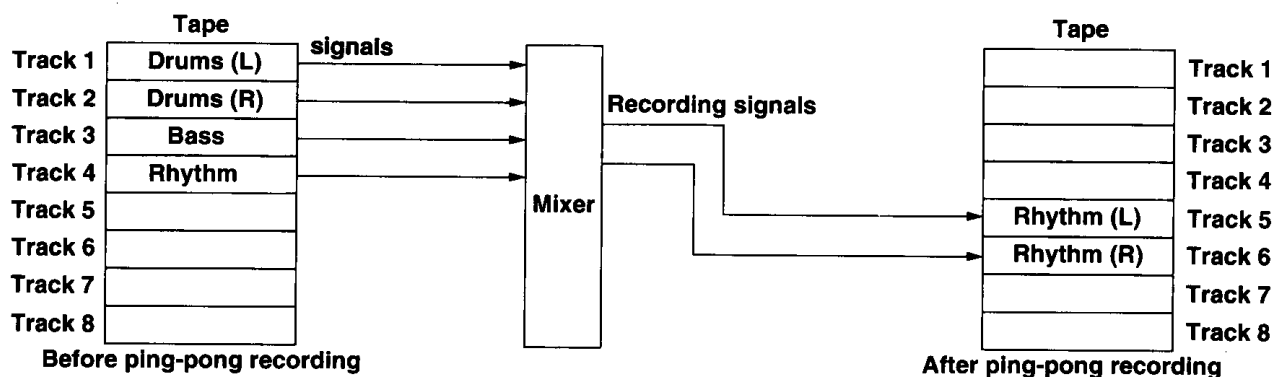 Tape
Track 1 Drums (L)
Track 2 Drums (R)
Track 3 Bass
Track 4 Rhythm
Track 5
Track 6
Track 7
Track 8
Before ping-pong recording
signals
Mixer
Recording signals
Tape
Track 1
Track 2
Track 3
Track 4
Rhythm (L) Track 5
Rhythm (R) Track 6
Track 7
Track 8
After ping-pong recording